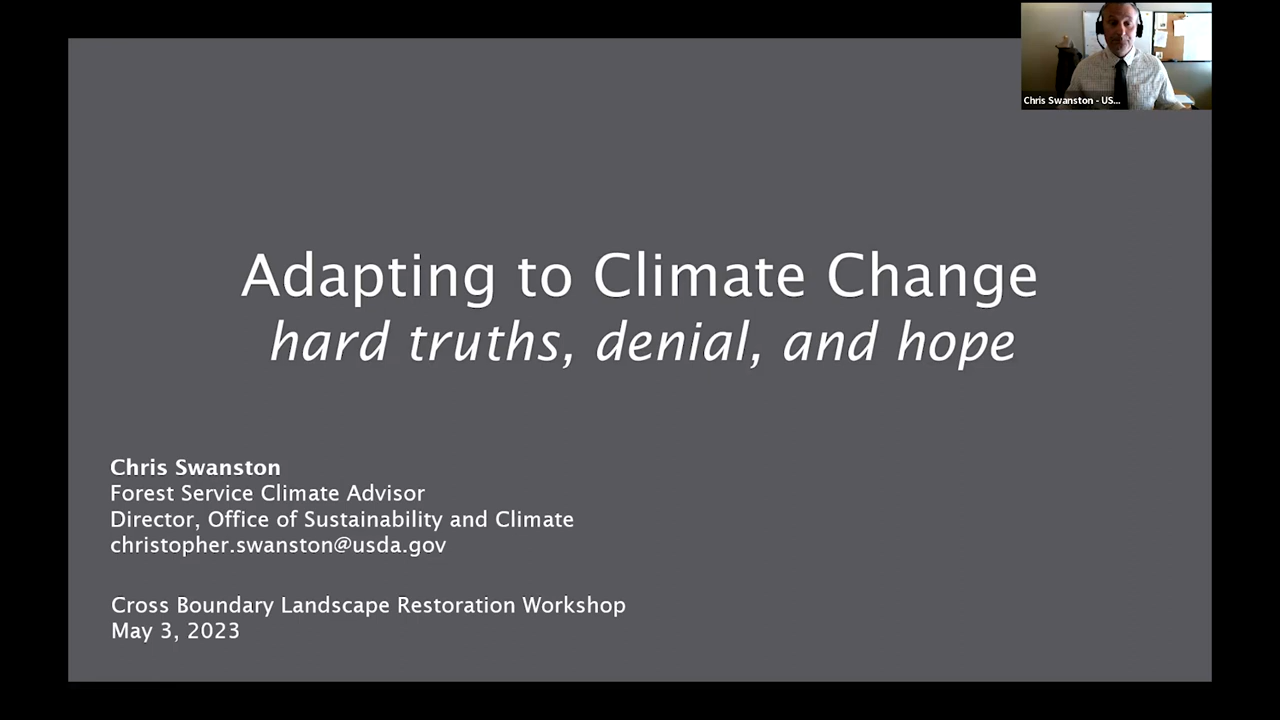 Chris Swanston - US...
Adapting to Climate Change
hard truths, denial, and hope
Chris Swanston
Forest Service Climate Advisor
Director, Office of Sustainability and Climate
christopher.swanston@usda.gov
Cross Boundary Landscape Restoration Workshop
May 3, 2023